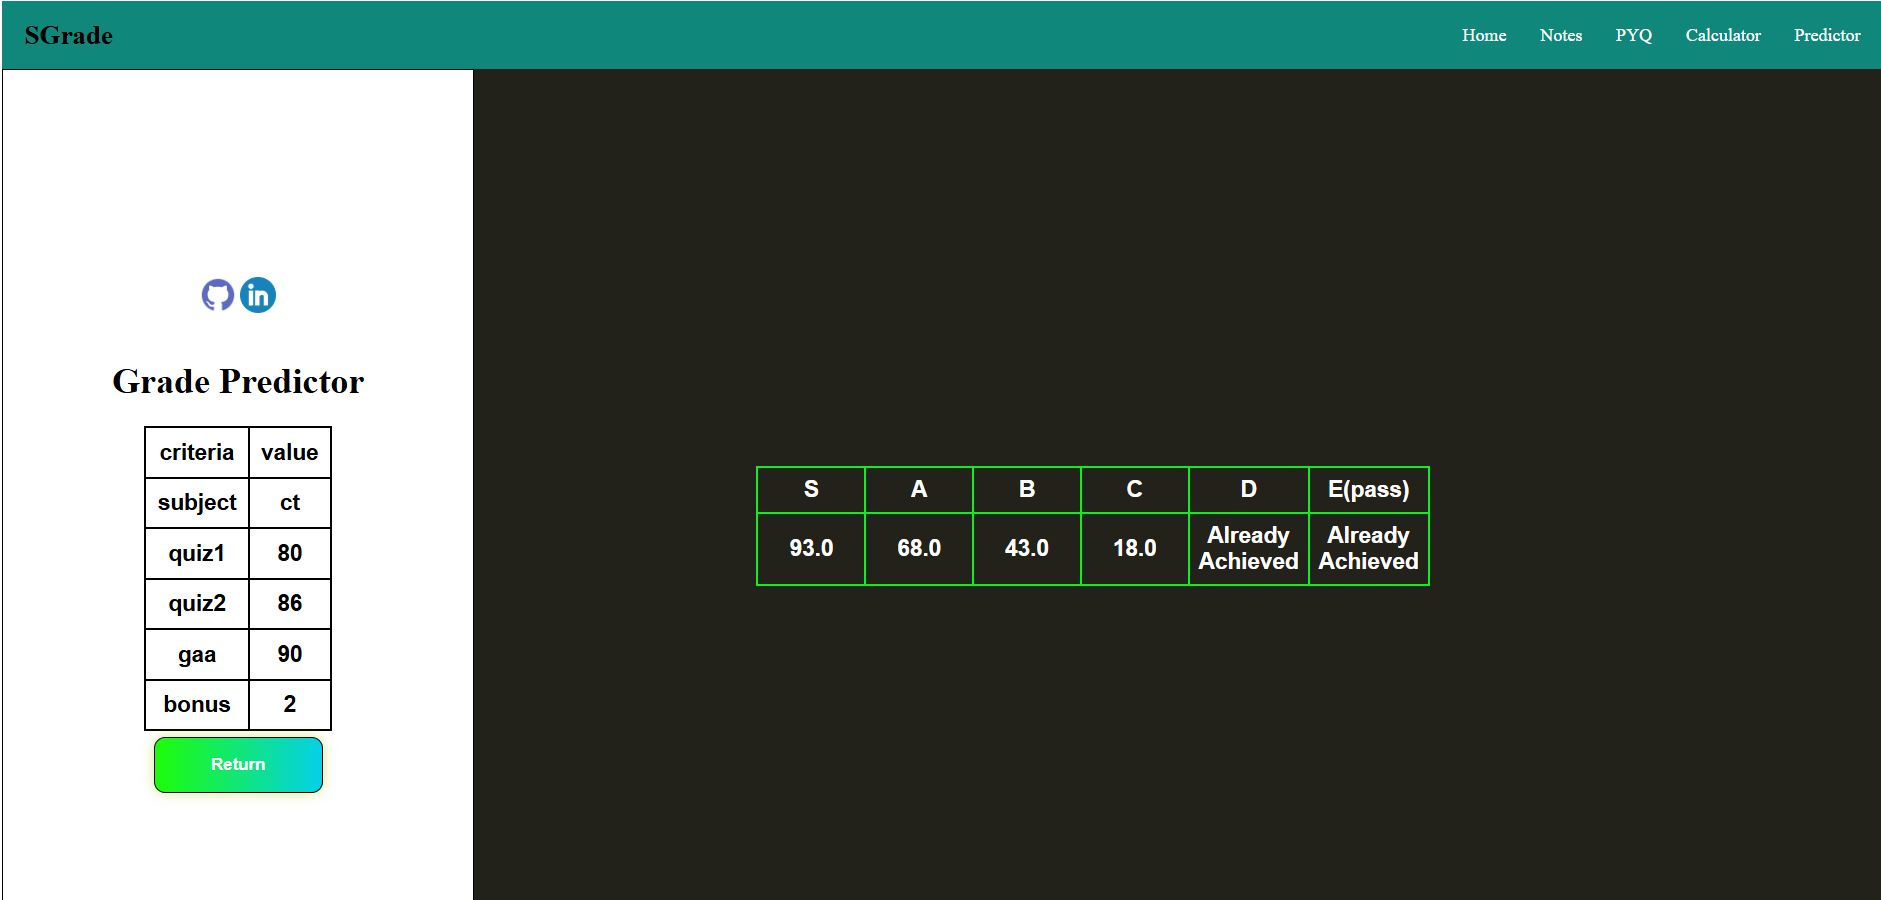 SGrade
Home Notes PYQ Calculator Predictor
in
Grade Predictor
criteria value
subject ct
quiz1 80
quiz2 86
gaa 90
bonus 2
Return
S A B C D E(pass)
93.0 68.0 43.0 18.0 Already Achieved Already Achieved